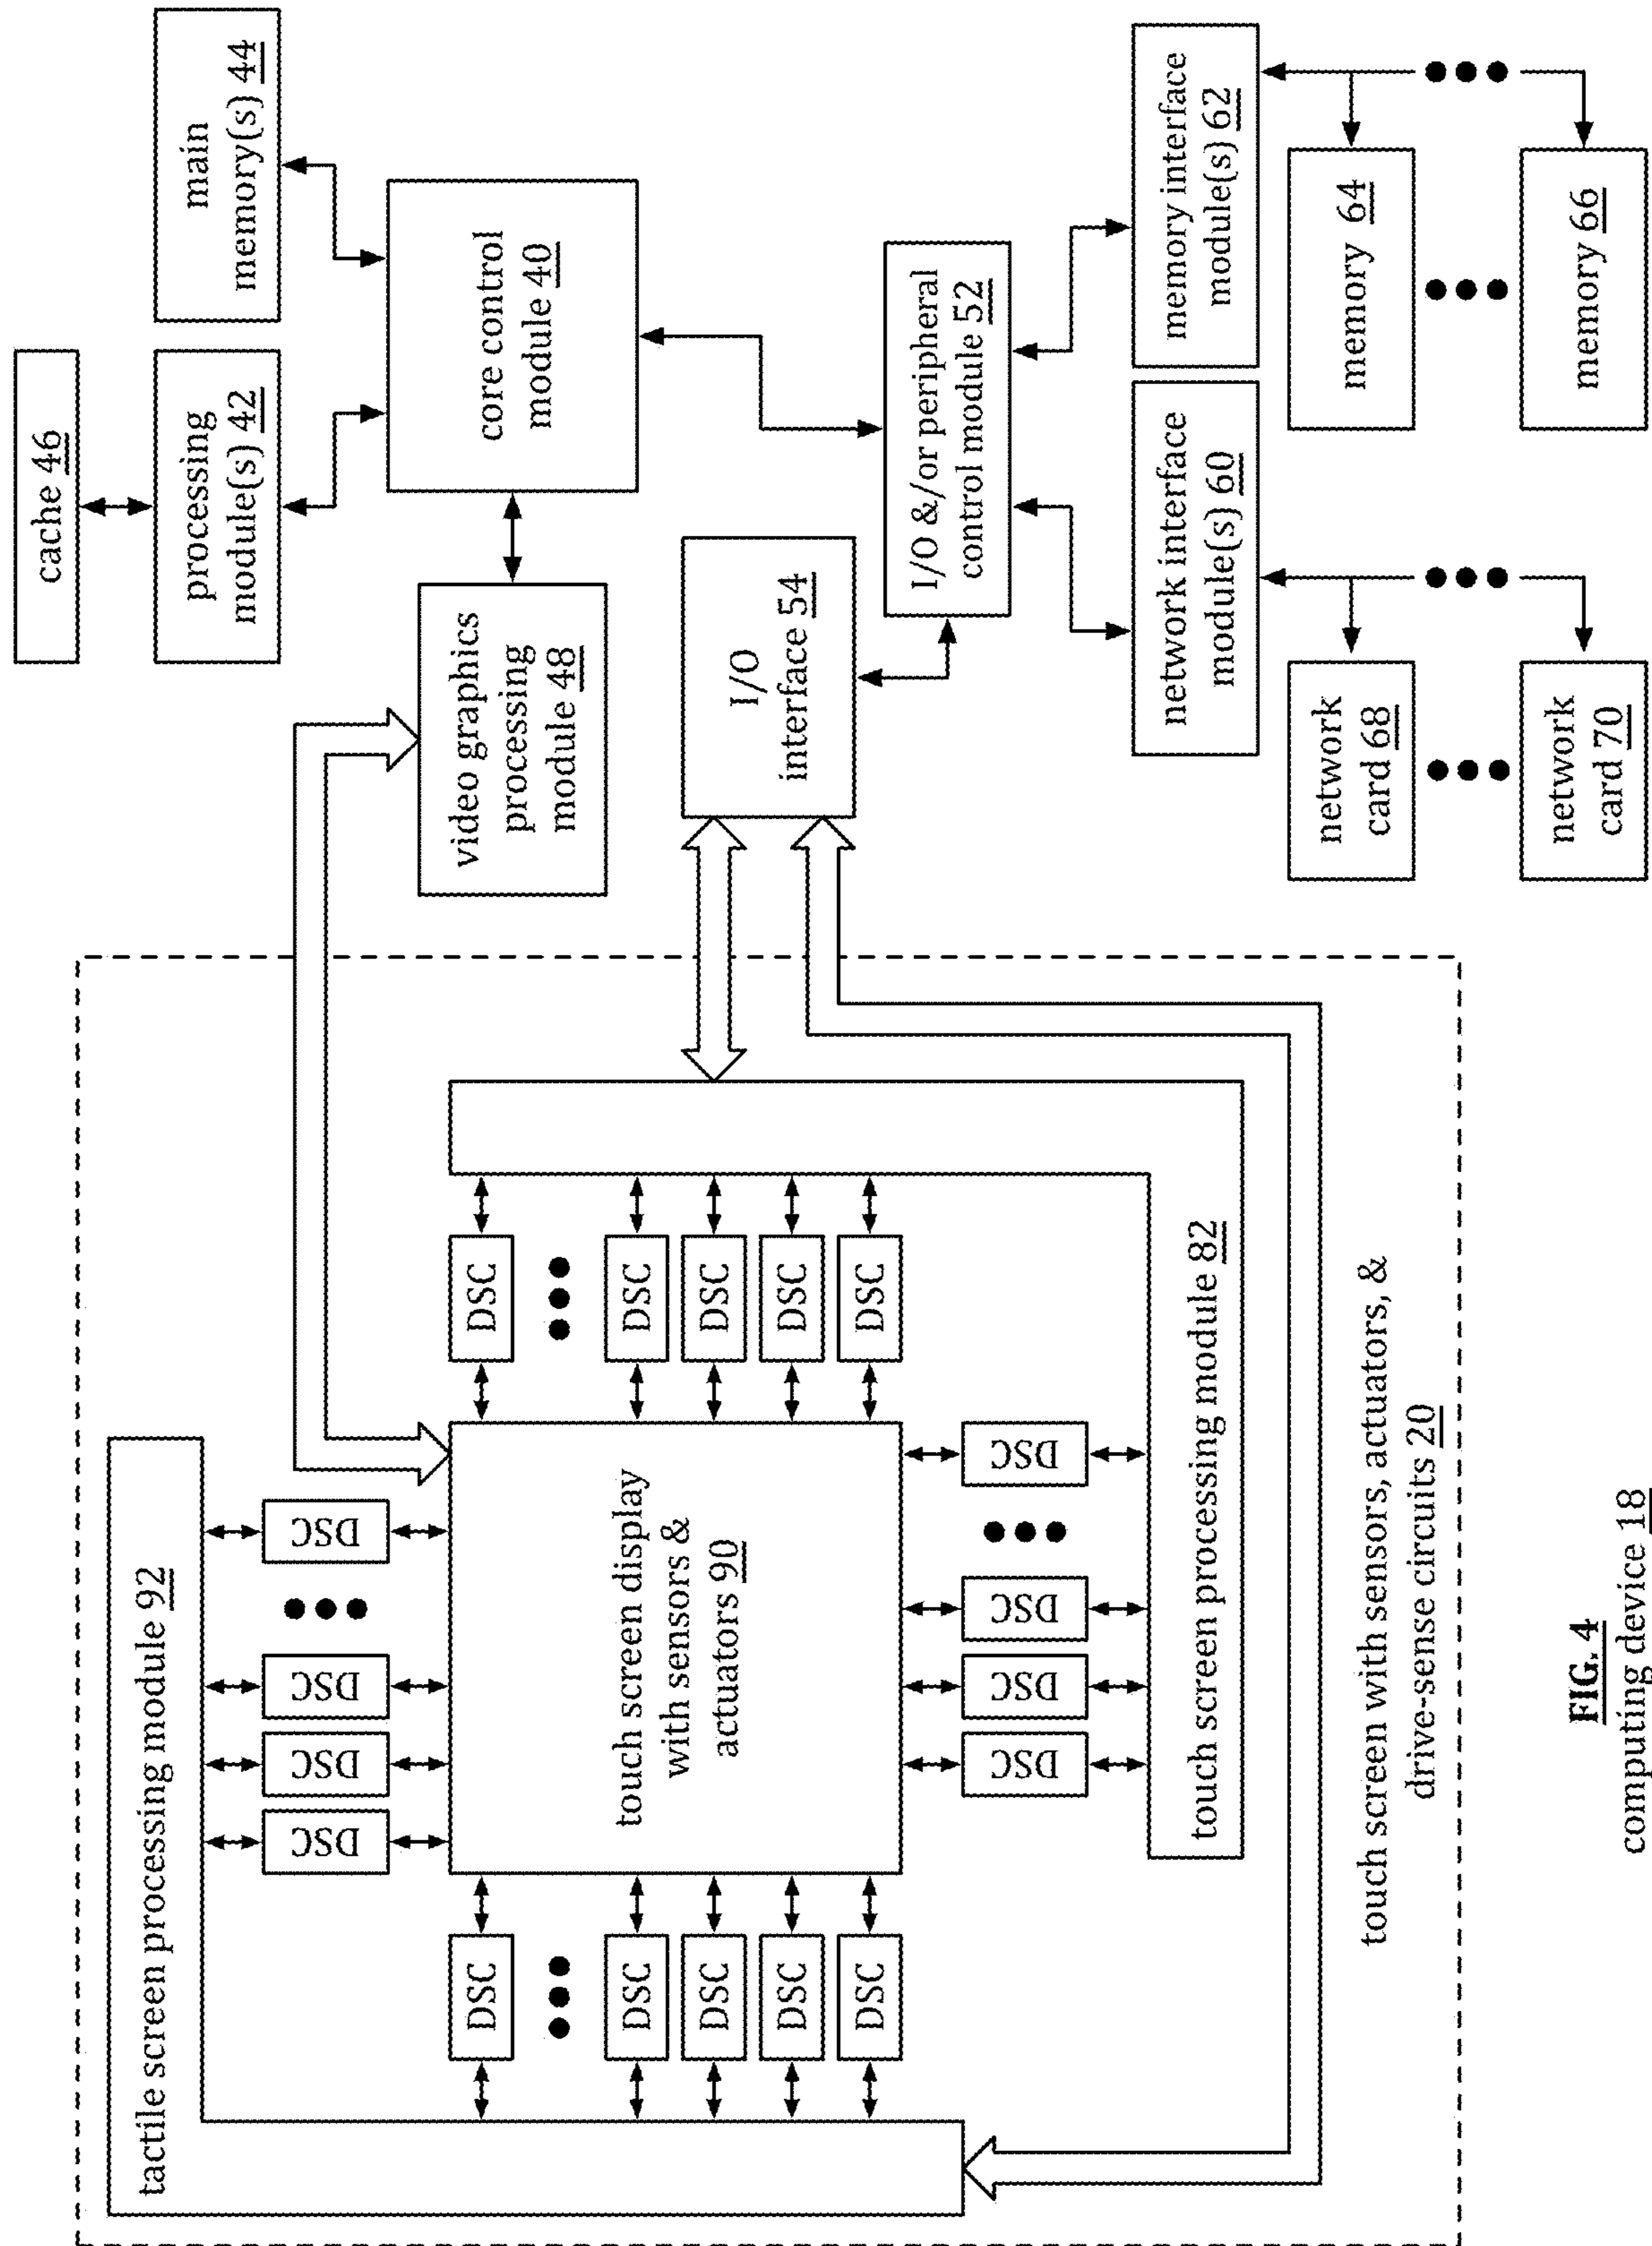 cache 46
tactile screen processing module 92
processing
module(s) 42
main
memory(s) 44
DSC
DSC
DSC
DSC
core control
module 40
video graphics
processing
module 48
DSC
DSC
DSC
DSC
DSC
touch screen display
with sensors &
actuators 90
DSC
DSC
DSC
DSC
DSC
I/O
interface 54
I/O &/or peripheral
control module 52
DSC
DSC
DSC
DSC
touch screen processing module 82
network interface
module(s) 60
memory interface
module(s) 62
network
card 68
memory 64
touch screen with sensors, actuators, &
drive-sense circuits 20
network
card 70
memory 66
FIG. 4
computing device 18